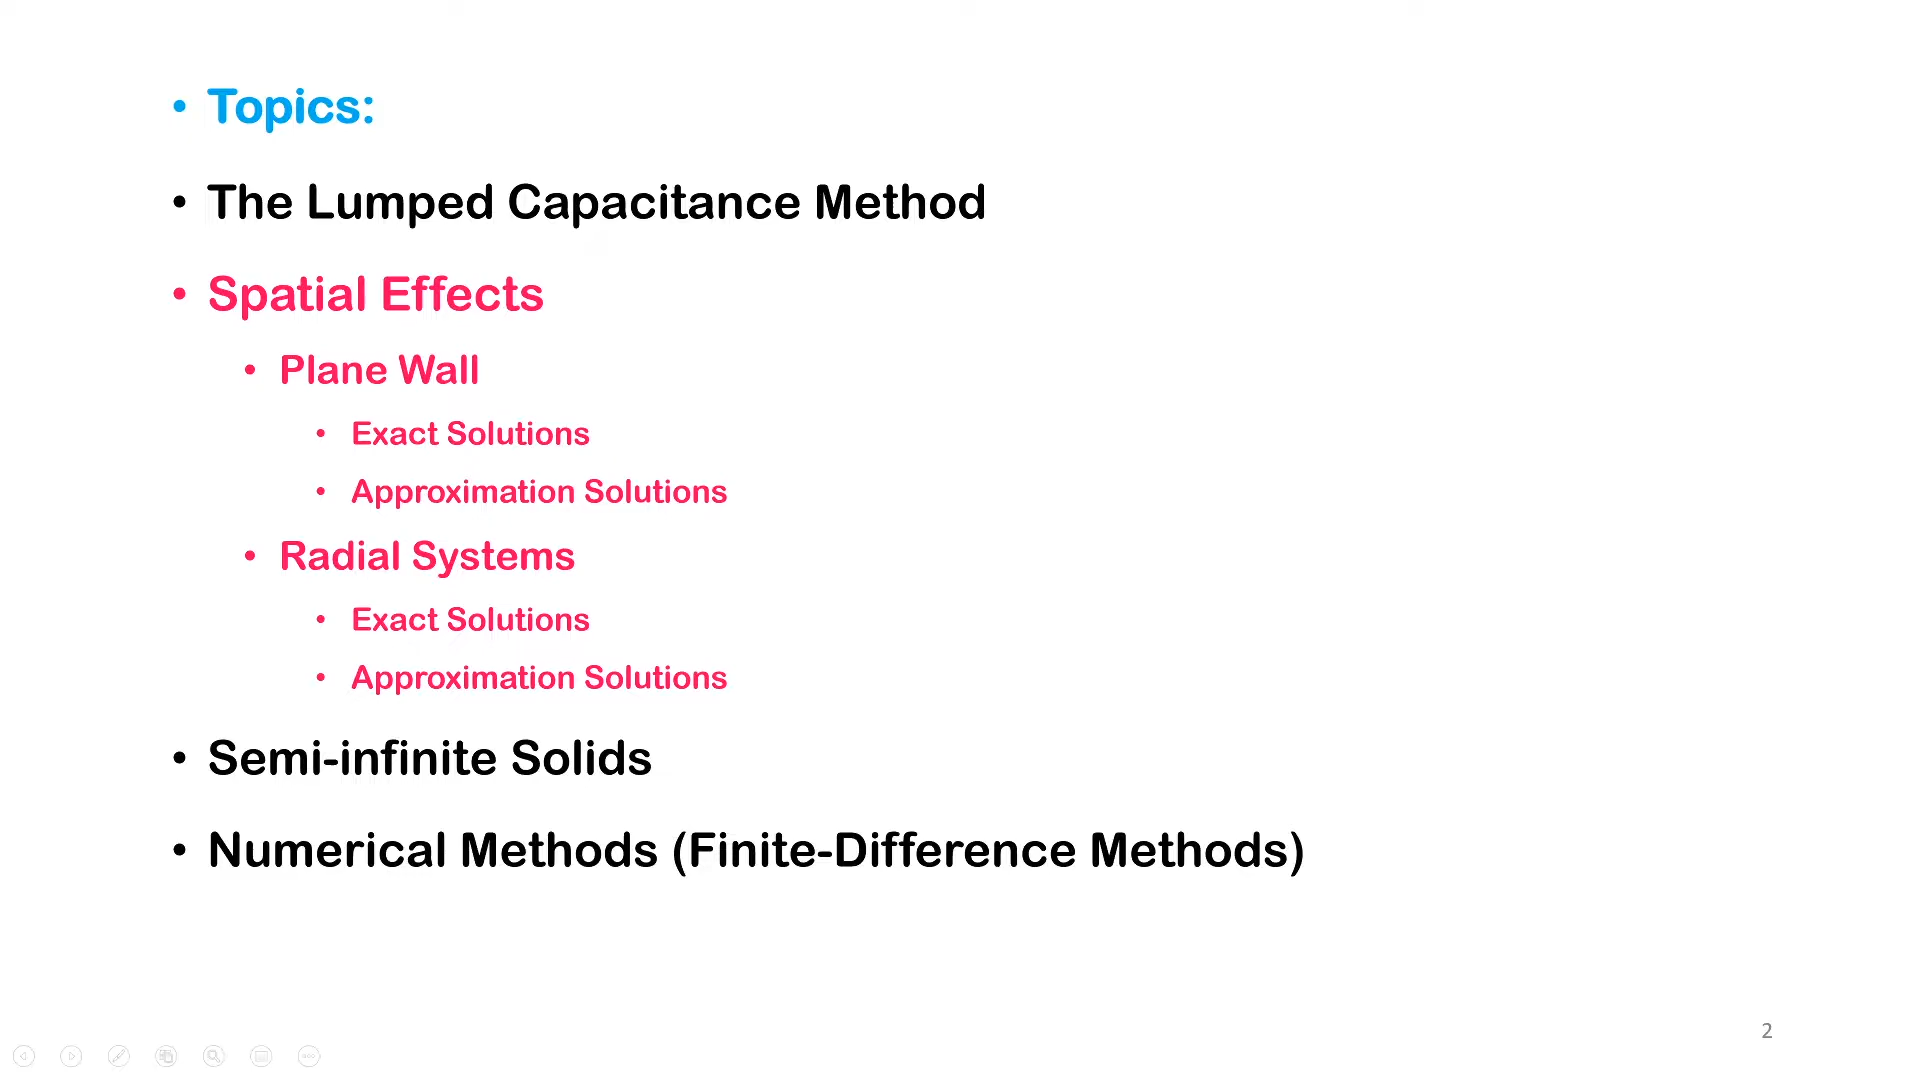 • Topics:
• The Lumped Capacitance Method
• Spatial Effects
• Plane Wall
• Exact Solutions
• Approximation Solutions
• Radial Systems
• Exact Solutions
• Approximation Solutions
• Semi-infinite Solids
• Numerical Methods (Finite-Difference Methods)
2